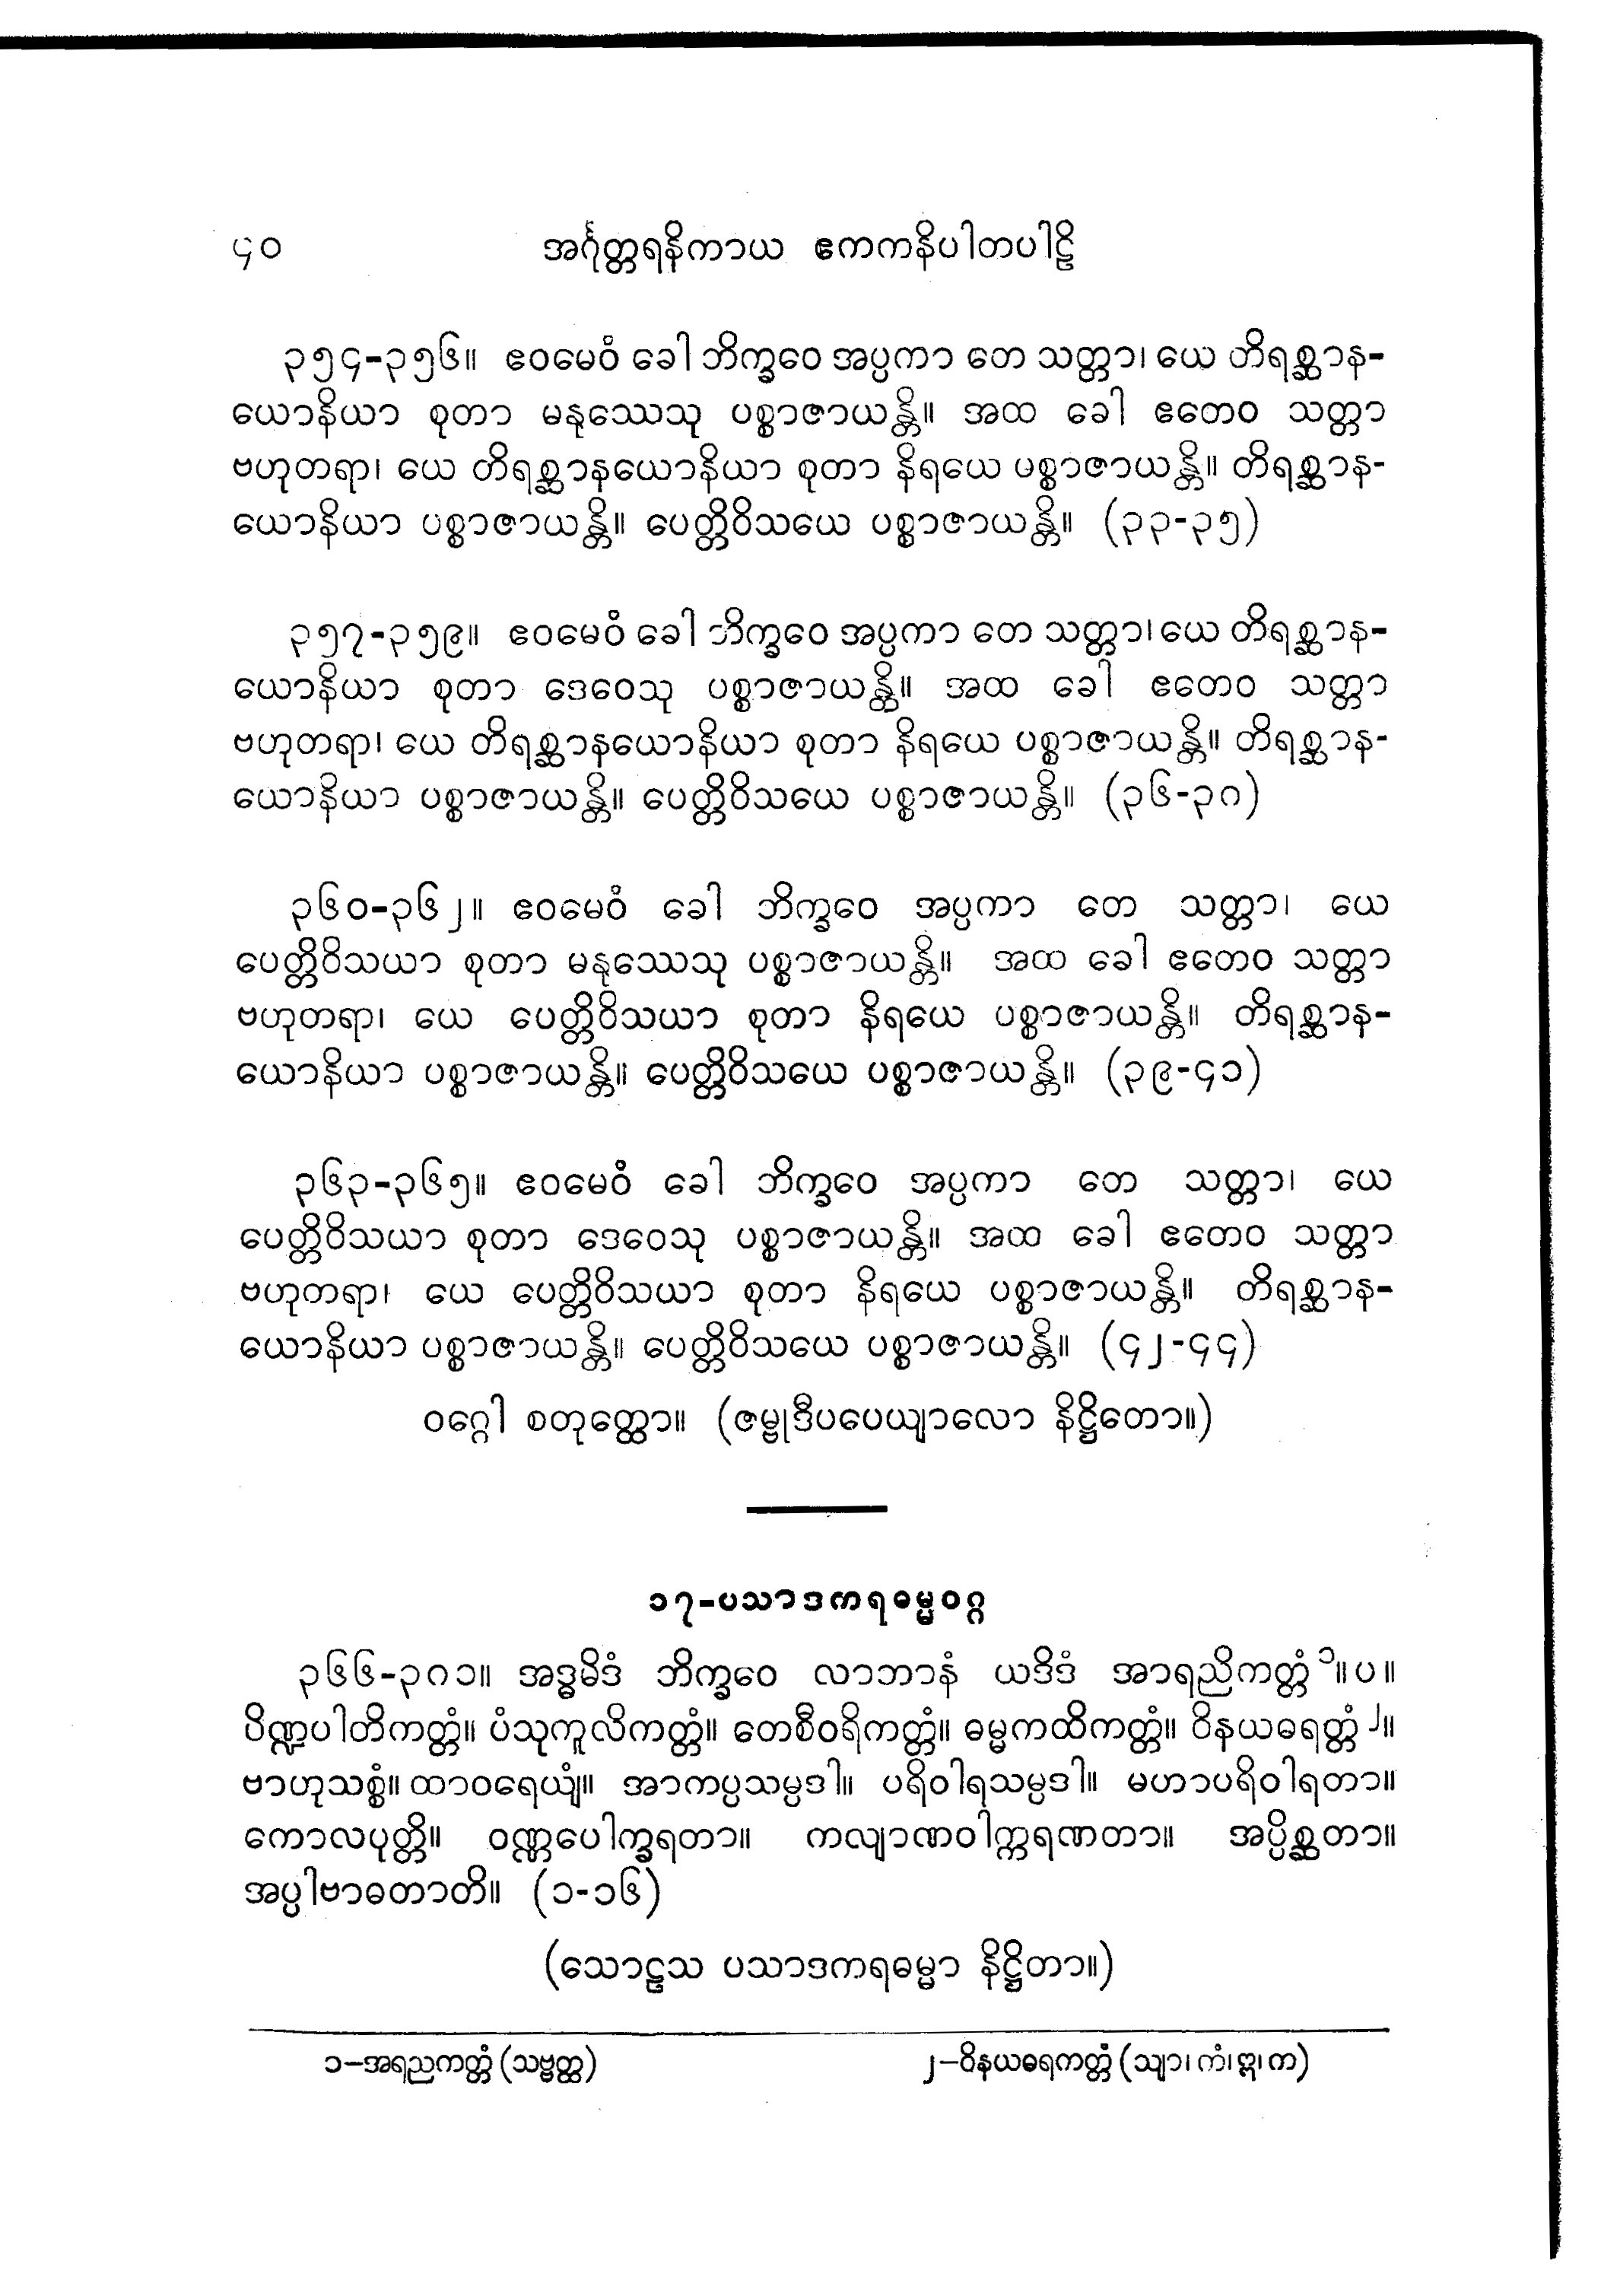 ၄၀ အင်္ဂုတ္တရနိကာယ ဧကကနိပါတပါဠိ
၃၅၄-၃၅၆။ ဧဝမေဝံ ခေါ ဘိက္ခဝေ အပ္ပကာ တေ သတ္တာ၊ ယေ တိရစ္ဆာန-
ယောနိယာ စုတာ မနုဿေသု ပစ္စာဇာယန္တိ။ အထ ခေါ ဧတေဝ သတ္တာ
ဗဟုတရာ၊ ယေ တိရစ္ဆာနယောနိယာ စုတာ နိရယေ ပစ္စာဇာယန္တိ။ တိရစ္ဆာန-
ယောနိယာ ပစ္စာဇာယန္တိ။ ပေတ္တိဝိသယေ ပစ္စာဇာယန္တိ။ (၃၃-၃၅)
၃၅၇-၃၅၉။ ဧဝမေဝံ ခေါ ဘိက္ခဝေ အပ္ပကာ တေ သတ္တာ၊ ယေ တိရစ္ဆာန-
ယောနိယာ စုတာ ဒေဝေသု ပစ္စာဇာယန္တိ။ အထ ခေါ ဧတေဝ သတ္တာ
ဗဟုတရာ၊ ယေ တိရစ္ဆာနယောနိယာ စုတာ နိရယေ ပစ္စာဇာယန္တိ။ တိရစ္ဆာန-
ယောနိယာ ပစ္စာဇာယန္တိ။ ပေတ္တိဝိသယေ ပစ္စာဇာယန္တိ။ (၃၆-၃၈)
၃၆၀-၃၆၂။ ဧဝမေဝံ ခေါ ဘိက္ခဝေ အပ္ပကာ တေ သတ္တာ၊ ယေ
ပေတ္တိဝိသယာ စုတာ မနုဿေသု ပစ္စာဇာယန္တိ။ အထ ခေါ ဧတေဝ သတ္တာ
ဗဟုတရာ၊ ယေ ပေတ္တိဝိသယာ စုတာ နိရယေ ပစ္စာဇာယန္တိ။ တိရစ္ဆာန-
ယောနိယာ ပစ္စာဇာယန္တိ။ ပေတ္တိဝိသယေ ပစ္စာဇာယန္တိ။ (၃၉-၄၁)
၃၆၃-၃၆၅။ ဧဝမေဝံ ခေါ ဘိက္ခဝေ အပ္ပကာ တေ သတ္တာ၊ ယေ
ပေတ္တိဝိသယာ စုတာ ဒေဝေသု ပစ္စာဇာယန္တိ။ အထ ခေါ ဧတေဝ သတ္တာ
ဗဟုတရာ၊ ယေ ပေတ္တိဝိသယာ စုတာ နိရယေ ပစ္စာဇာယန္တိ။ တိရစ္ဆာန-
ယောနိယာ ပစ္စာဇာယန္တိ။ ပေတ္တိဝိသယေ ပစ္စာဇာယန္တိ။ (၄၂-၄၄)
ဝဂ္ဂေါ စတုတ္ထော။ (ဇမ္ဗုဒီပပေယျာလော နိဋ္ဌိတော။)
၁၇-ပသာဒကရဓမ္မဝဂ္ဂ
၃၆၆-၃၈၁။ အဒ္ဓမိဒံ ဘိက္ခဝေ လာဘာနံ ယဒိဒံ အာရညိကတ္တံ ၁။ပ။
ပိဏ္ဍပါတိကတ္တံ။ ပံသုကူလိကတ္တံ။ တေစီဝရိကတ္တံ။ ဓမ္မကထိကတ္တံ။ ဝိနယဓရတ္တံ ၂။
ဗာဟုသစ္စံ။ ထာဝရေယျံ။ အာကပ္ပသမ္ပဒါ။ ပရိဝါရသမ္ပဒါ။ မဟာပရိဝါရတာ။
ကောလပုတ္တိ။ ဝဏ္ဏပေါက္ခရတာ။ ကလျာဏဝါက္ကရဏတာ။ အပ္ပိစ္ဆတာ။
အပ္ပါဗာဓတာတိ။ (၁-၁၆)
(သောဠသ ပသာဒကရဓမ္မာ နိဋ္ဌိတာ။)
၁-အရညကတ္တံ (သဗ္ဗတ္ထ) ၂-ဝိနယဓရကတ္တံ (သျာ၊ ကံ၊ ဣ၊ က)